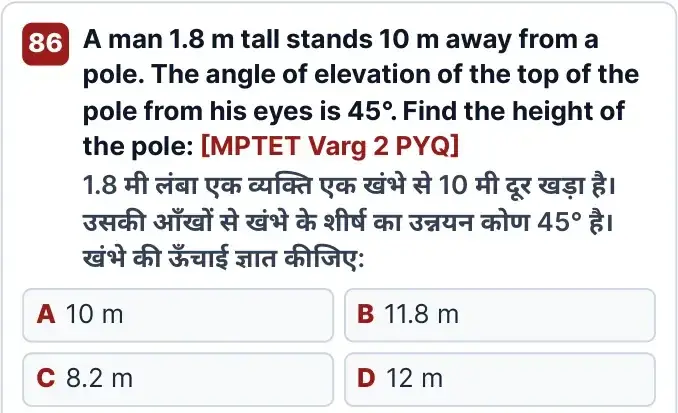 86 A man 1.8 m tall stands 10 m away from a
pole. The angle of elevation of the top of the
pole from his eyes is 45°. Find the height of
the pole: [MPTET Varg 2 PYQ]
1.8 मी लंबा एक व्यक्ति एक खंभे से 10 मी दूर खड़ा है।
उसकी आँखों से खंभे के शीर्ष का उन्नयन कोण 45° है।
खंभे की ऊँचाई ज्ञात कीजिए:
A 10 m
B 11.8 m
C 8.2 m
D 12 m